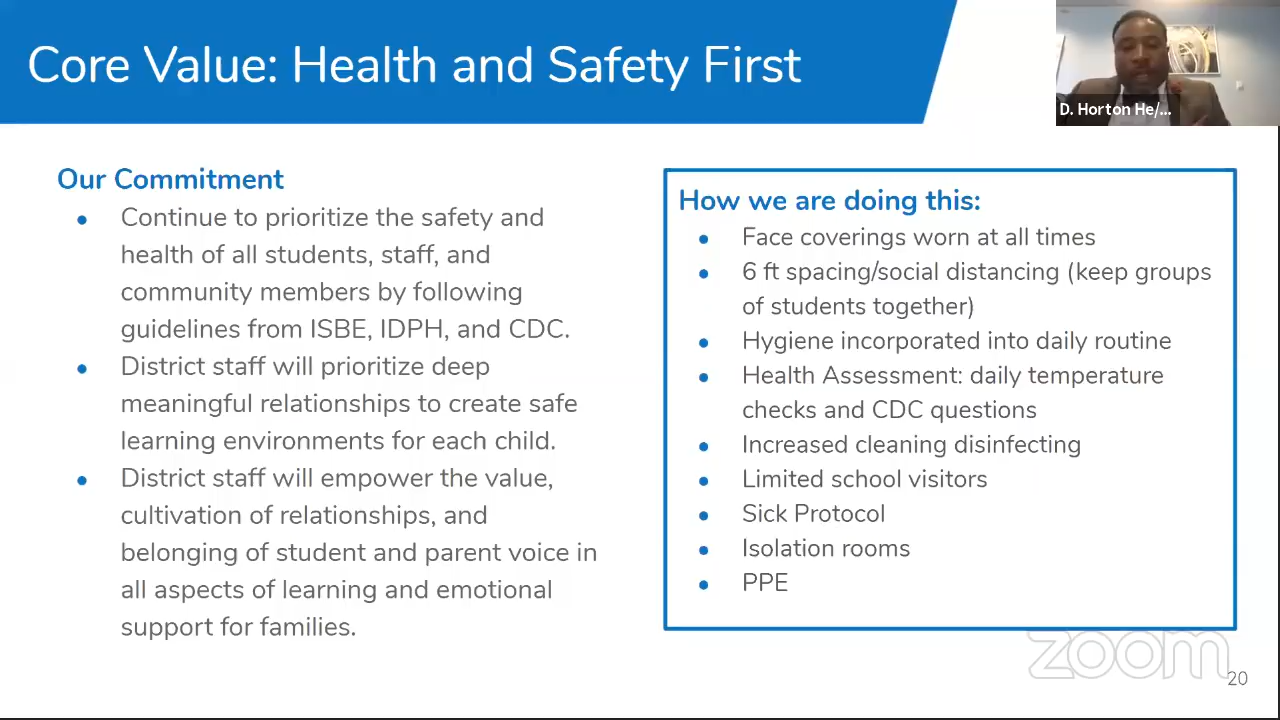 Core Value: Health and Safety First
D. Horton He/...
Our Commitment
• Continue to prioritize the safety and
health of all students, staff, and
community members by following
guidelines from ISBE, IDPH, and CDC.
• District staff will prioritize deep
meaningful relationships to create safe
learning environments for each child.
• District staff will empower the value,
cultivation of relationships, and
belonging of student and parent voice in
all aspects of learning and emotional
support for families.
How we are doing this:
• Face coverings worn at all times
• 6 ft spacing/social distancing (keep groups
of students together)
• Hygiene incorporated into daily routine
• Health Assessment: daily temperature
checks and CDC questions
• Increased cleaning disinfecting
• Limited school visitors
• Sick Protocol
• Isolation rooms
• PPE
zoom
20